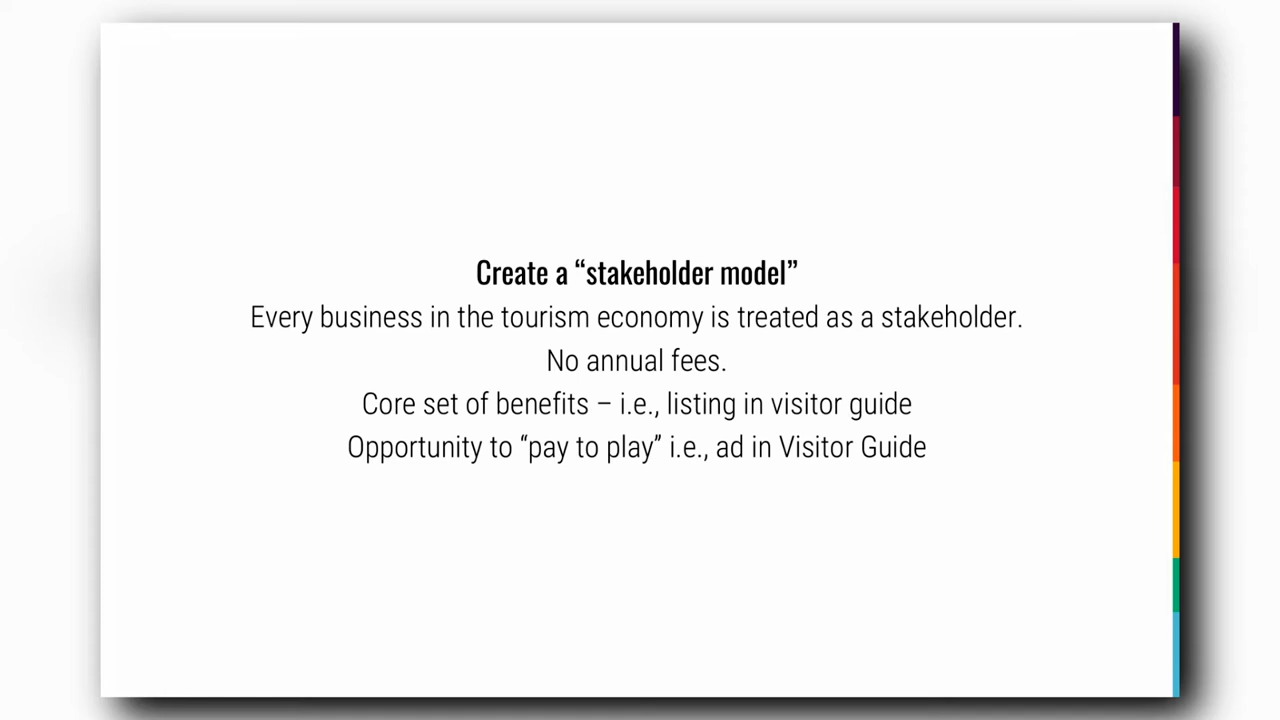 Create a “stakeholder model”
Every business in the tourism economy is treated as a stakeholder.
No annual fees.
Core set of benefits – i.e., listing in visitor guide
Opportunity to “pay to play” i.e., ad in Visitor Guide